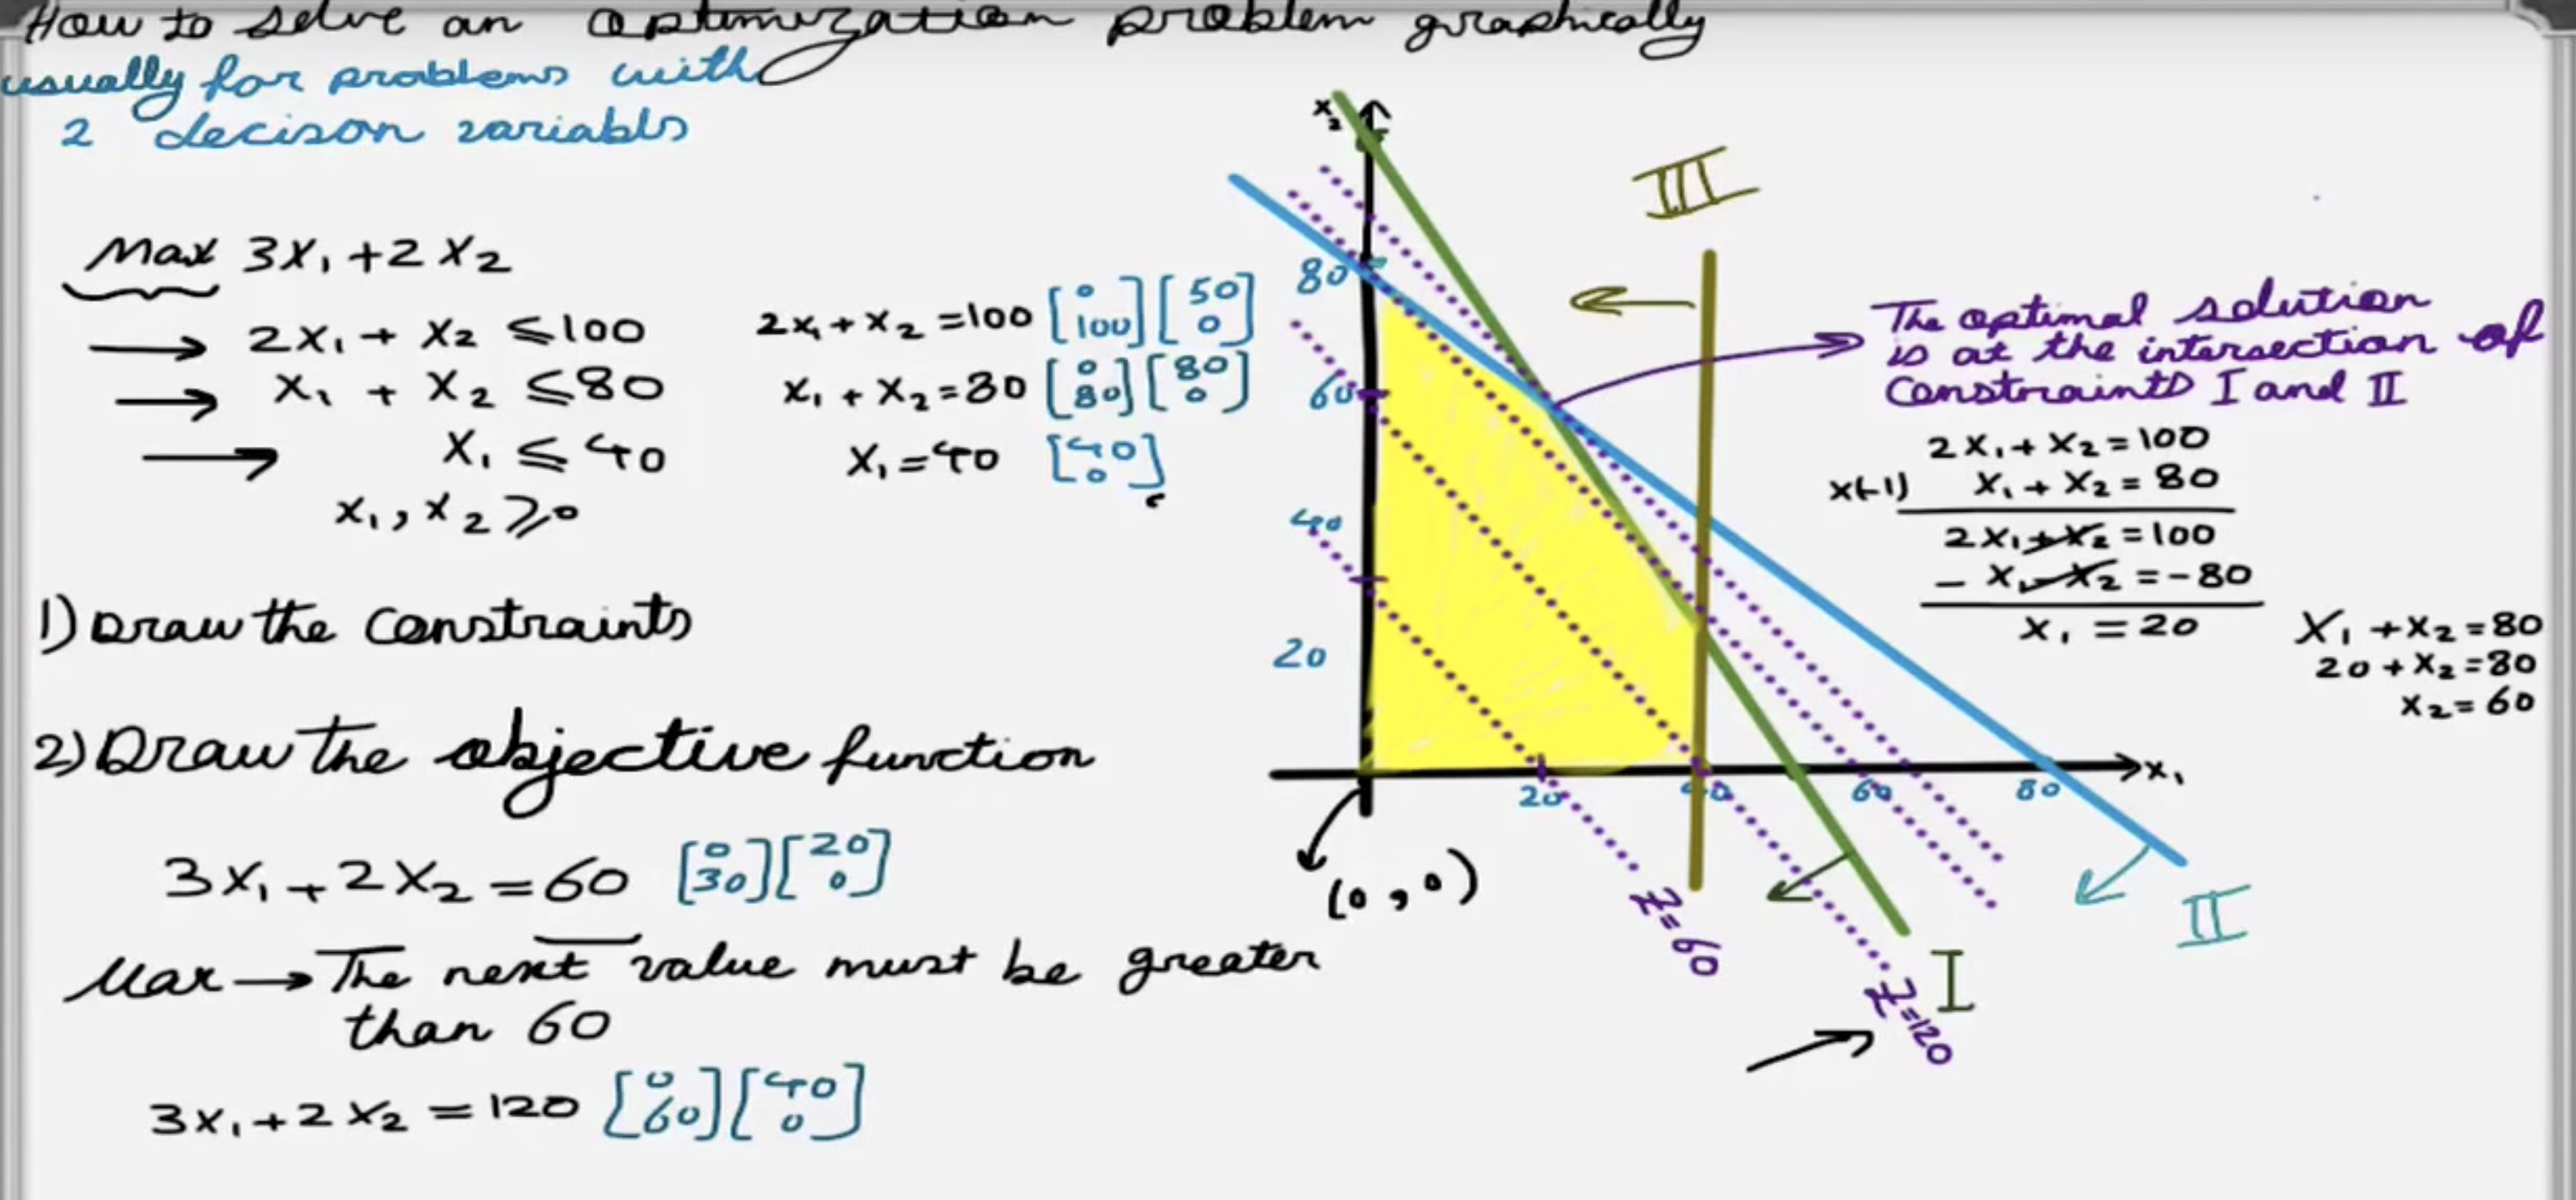 How to solve an optimization problem graphically
usually for problems with
2 decison variabls
Max 3x₁+2x₂
2x₁+ x₂ ≤100
x₁ + x₂ ≤80
x₁ ≤ 40
x₁, x₂ ≥0
2x₁+x₂=100 [0 100] [50 0]
x₁+x₂=80 [0 80] [80 0]
x₁=40 [40 0]
1) Draw the constraints
2) Draw the objective function
3x₁+2x₂=60 [0 30] [20 0]
Max → The next value must be greater
than 60
3x₁+2x₂=120 [0 60] [40 0]
x₂
80
60
40
20
(0,0)
20
40
60
80
x₁
III
II
I
Z=60
Z=120
The optimal solution
is at the intersection of
constraints I and II
2x₁+x₂=100
x(-1) x₁+x₂=80
2x₁+x₂=100
- x₁-x₂=-80
x₁=20
x₁+x₂=80
20+x₂=80
x₂=60